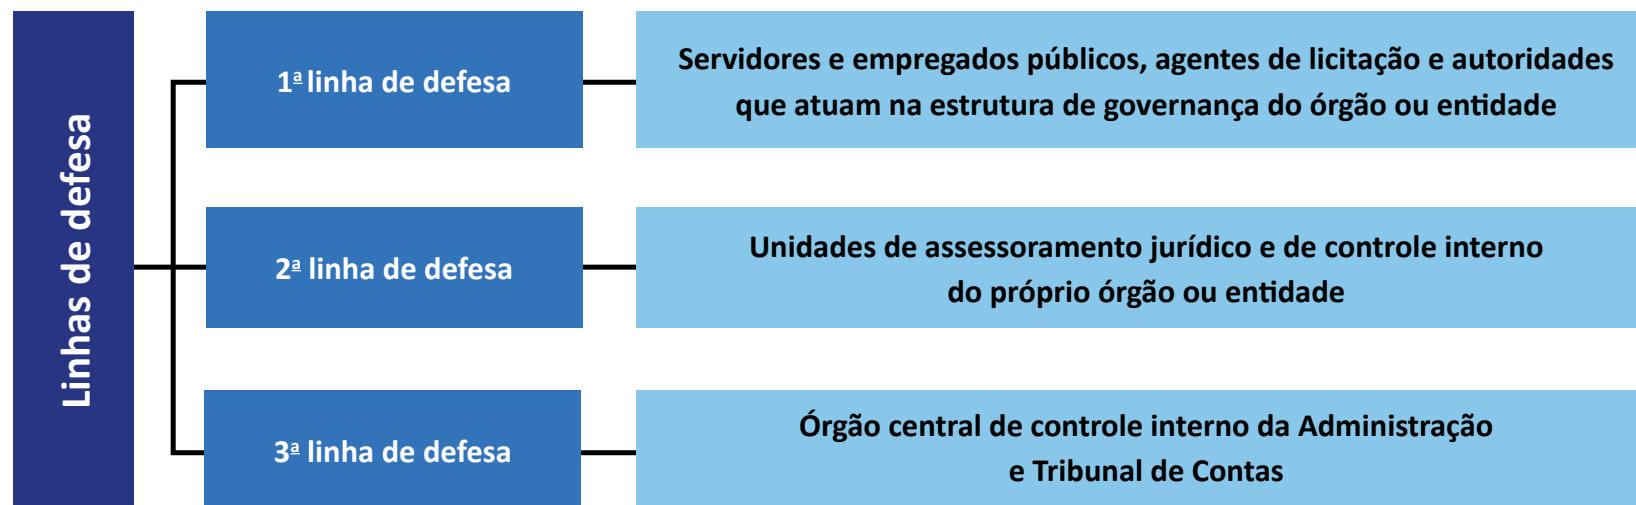 Linhas de defesa
1ª linha de defesa
Servidores e empregados públicos, agentes de licitação e autoridades
que atuam na estrutura de governança do órgão ou entidade
2ª linha de defesa
Unidades de assessoramento jurídico e de controle interno
do próprio órgão ou entidade
3ª linha de defesa
Órgão central de controle interno da Administração
e Tribunal de Contas